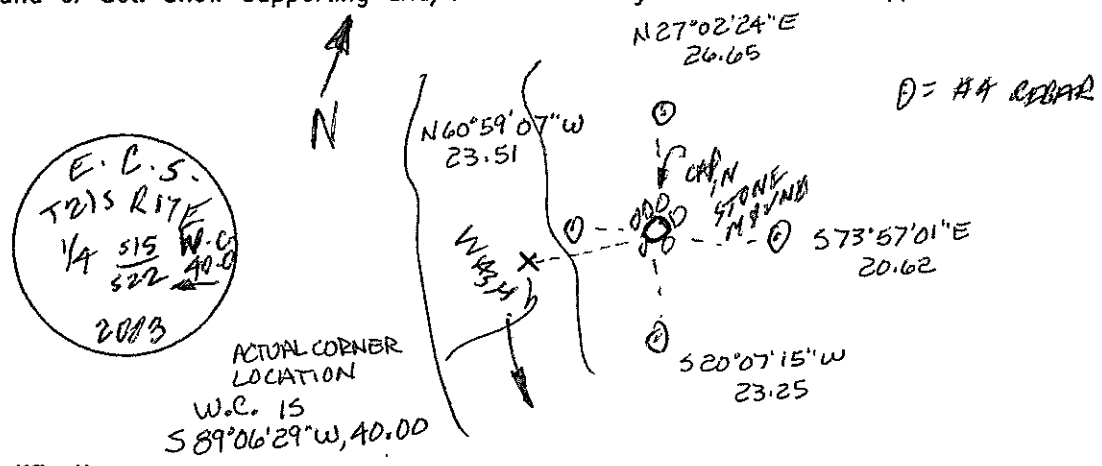 N27°02'24"E
26.65
= #4 REBAR
N
N60°59'07"W
23.51
CAP IN
STONE
MOUND
S73°57'01"E
20.62
S20°07'15"W
23.25
WASH
X
E.C.S.
T21S R17E
1/4 S15 W.C.
S22 40.0
2013
ACTUAL CORNER
LOCATION
W.C. IS
S89°06'29"W, 40.00